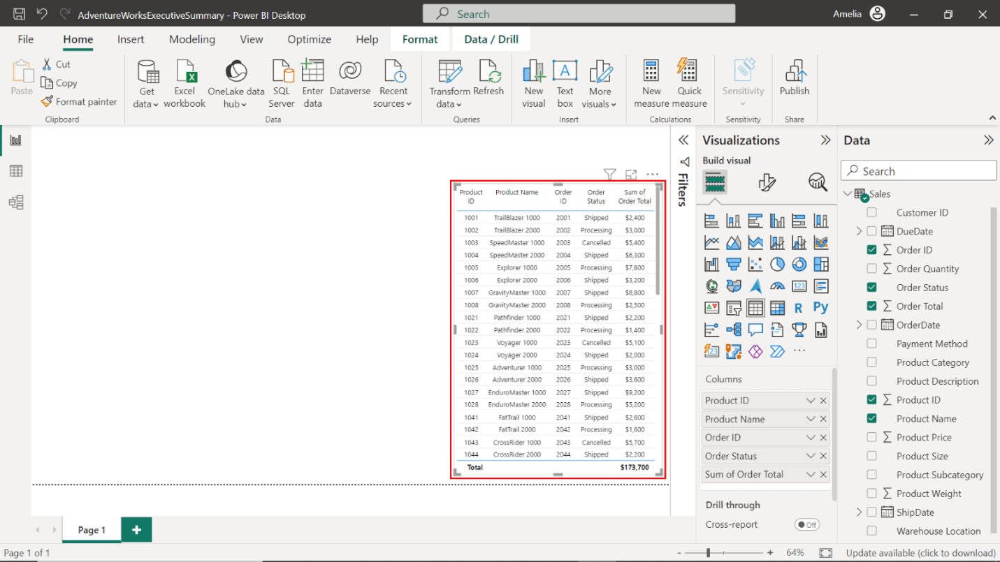 AdventureWorksExecutiveSummary - Power BI Desktop
Search
Amelia
File Home Insert Modeling View Optimize Help Format Data / Drill
Paste
Cut
Copy
Format painter
Clipboard
Get data
Excel workbook
OneLake data hub
SQL Server
Enter data
Dataverse
Recent sources
Data
Transform data
Refresh
Queries
New visual
A
Text box
More visuals
Insert
New measure
Quick measure
Calculations
Sensitivity
Sensitivity
Publish
Share
Product ID Product Name Order ID Order Status Sum of Order Total
1001 TrailBlazer 1000 2001 Shipped $2,400
1002 TrailBlazer 2000 2002 Processing $3,000
1003 SpeedMaster 1000 2003 Cancelled $5,400
1004 SpeedMaster 2000 2004 Shipped $6,300
1005 Explorer 1000 2005 Processing $7,800
1006 Explorer 2000 2006 Shipped $3,200
1007 GravityMaster 1000 2007 Shipped $8,800
1008 GravityMaster 2000 2008 Processing $2,500
1021 Pathfinder 1000 2021 Shipped $2,200
1022 Pathfinder 2000 2022 Processing $1,400
1023 Voyager 1000 2023 Cancelled $5,100
1024 Voyager 2000 2024 Shipped $2,000
1025 Adventurer 1000 2025 Processing $3,000
1026 Adventurer 2000 2026 Shipped $3,600
1027 EnduroMaster 1000 2027 Shipped $9,200
1028 EnduroMaster 2000 2028 Processing $5,200
1041 FatTrail 1000 2041 Shipped $2,600
1042 FatTrail 2000 2042 Processing $1,600
1043 CrossRider 1000 2043 Cancelled $5,700
1044 CrossRider 2000 2044 Shipped $2,200
Total $173,700
Filters
Visualizations
Build visual
123
R
Py
123
Columns
Product ID
Product Name
Order ID
Order Status
Sum of Order Total
Drill through
Cross-report Off
Data
Search
Sales
Customer ID
DueDate
Order ID
Order Quantity
Order Status
Order Total
OrderDate
Payment Method
Product Category
Product Description
Product ID
Product Name
Product Price
Product Size
Product Subcategory
Product Weight
ShipDate
Warehouse Location
Page 1
+
Page 1 of 1
- + 64%
Update available (click to download)